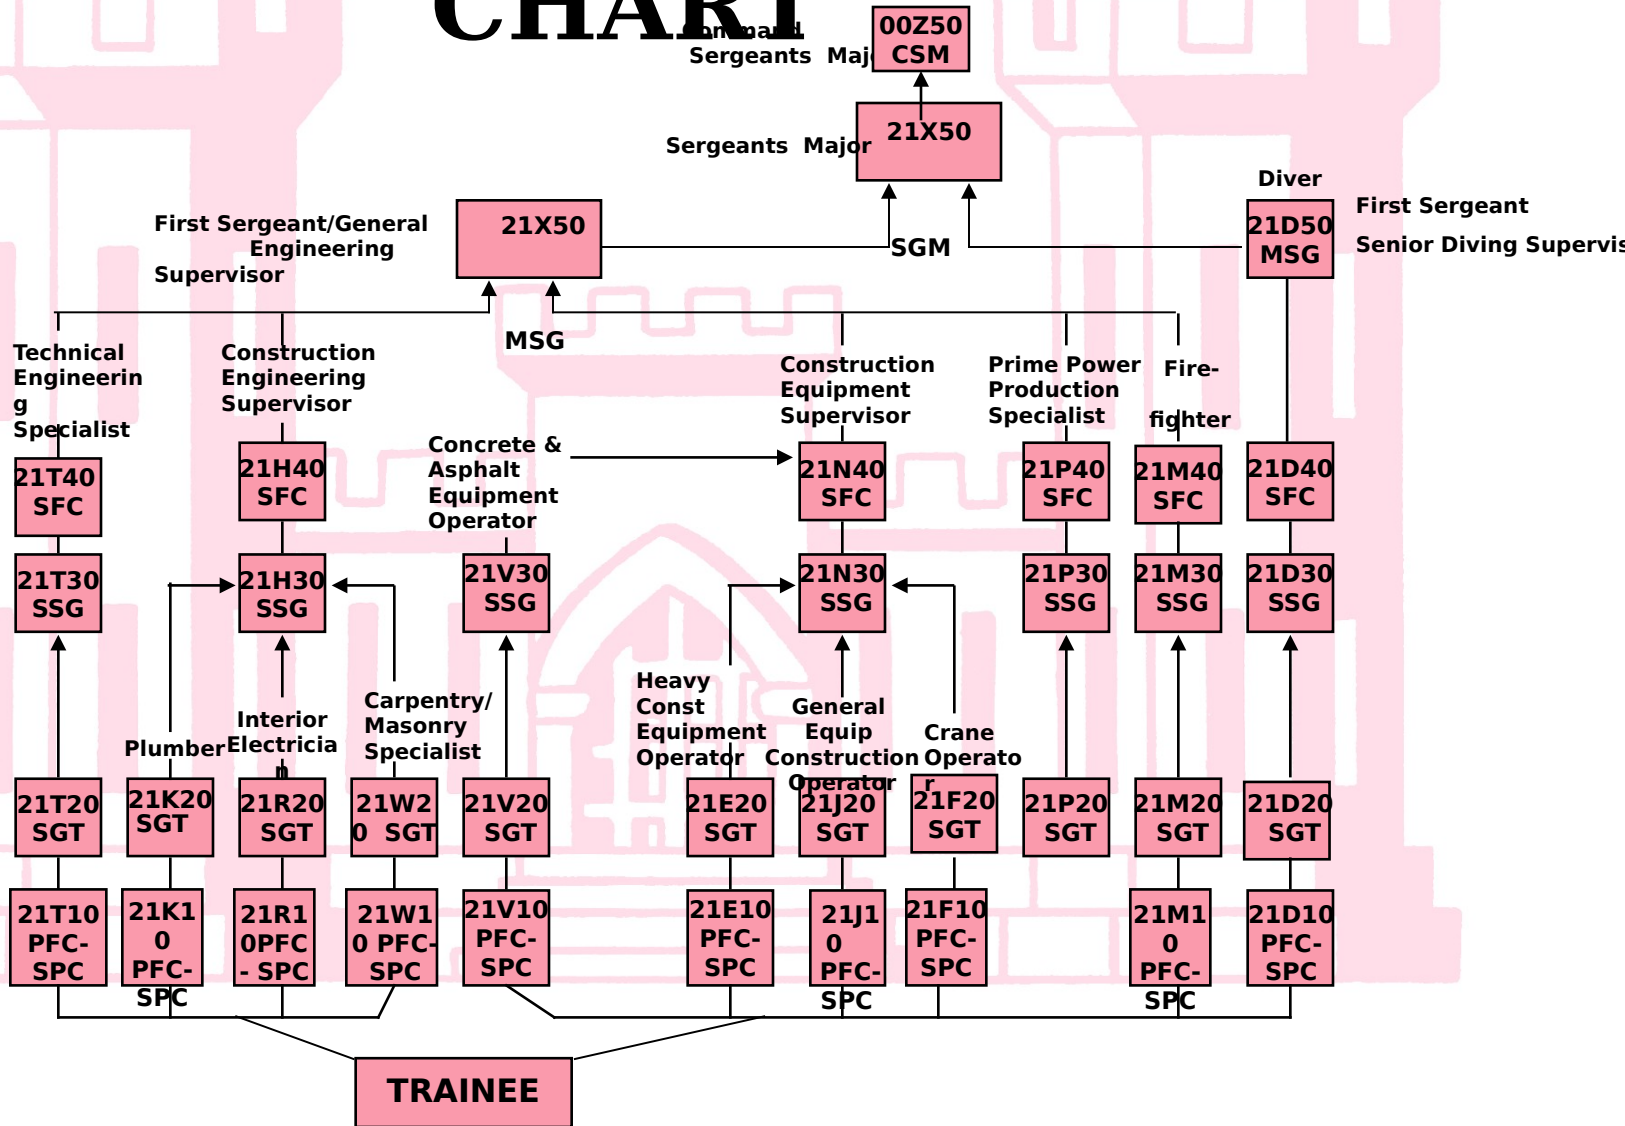 CHART
Command
Sergeants Major
00Z50
CSM
Sergeants Major
21X50
Diver
First Sergeant/General
Engineering
Supervisor
21X50
SGM
21D50
MSG
First Sergeant
Senior Diving Supervis
MSG
Technical
Engineerin
g
Specialist
Construction
Engineering
Supervisor
Concrete &
Asphalt
Equipment
Operator
Construction
Equipment
Supervisor
Prime Power
Production
Specialist
Fire-
fighter
21T40
SFC
21H40
SFC
21N40
SFC
21P40
SFC
21M40
SFC
21D40
SFC
21T30
SSG
21H30
SSG
21V30
SSG
21N30
SSG
21P30
SSG
21M30
SSG
21D30
SSG
Plumber
Interior
Electricia
n
Carpentry/
Masonry
Specialist
Heavy
Const
Equipment
Operator
General
Equip
Construction
Operator
Crane
Operato
r
21T20
SGT
21K20
SGT
21R20
SGT
21W2
0 SGT
21V20
SGT
21E20
SGT
21J20
SGT
21F20
SGT
21P20
SGT
21M20
SGT
21D20
SGT
21T10
PFC-
SPC
21K1
0
PFC-
SPC
21R1
0PFC
- SPC
21W1
0 PFC-
SPC
21V10
PFC-
SPC
21E10
PFC-
SPC
21J1
0
PFC-
SPC
21F10
PFC-
SPC
21M1
0
PFC-
SPC
21D10
PFC-
SPC
TRAINEE